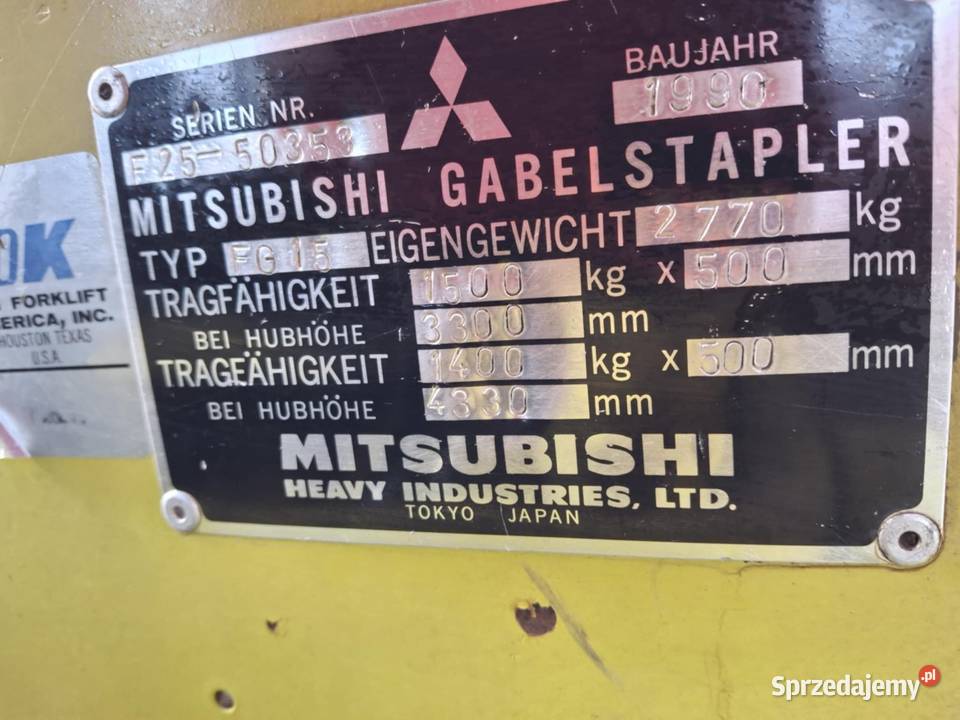 BAUJAHR
1990
SERIEN NR.
F25-50353
MITSUBISHI GABELSTAPLER
TYP FG15 EIGENGEWICHT 2770 kg
TRAGFÄHIGKEIT 1500 kg x 500 mm
BEI HUBHÖHE 3300 mm
TRAGFÄHIGKEIT 1400 kg x 500 mm
BEI HUBHÖHE 4330 mm
MITSUBISHI
HEAVY INDUSTRIES, LTD.
TOKYO JAPAN
OK
FORKLIFT
ERICA, INC.
HOUSTON TEXAS
U.S.A.
Sprzedajemy.pl